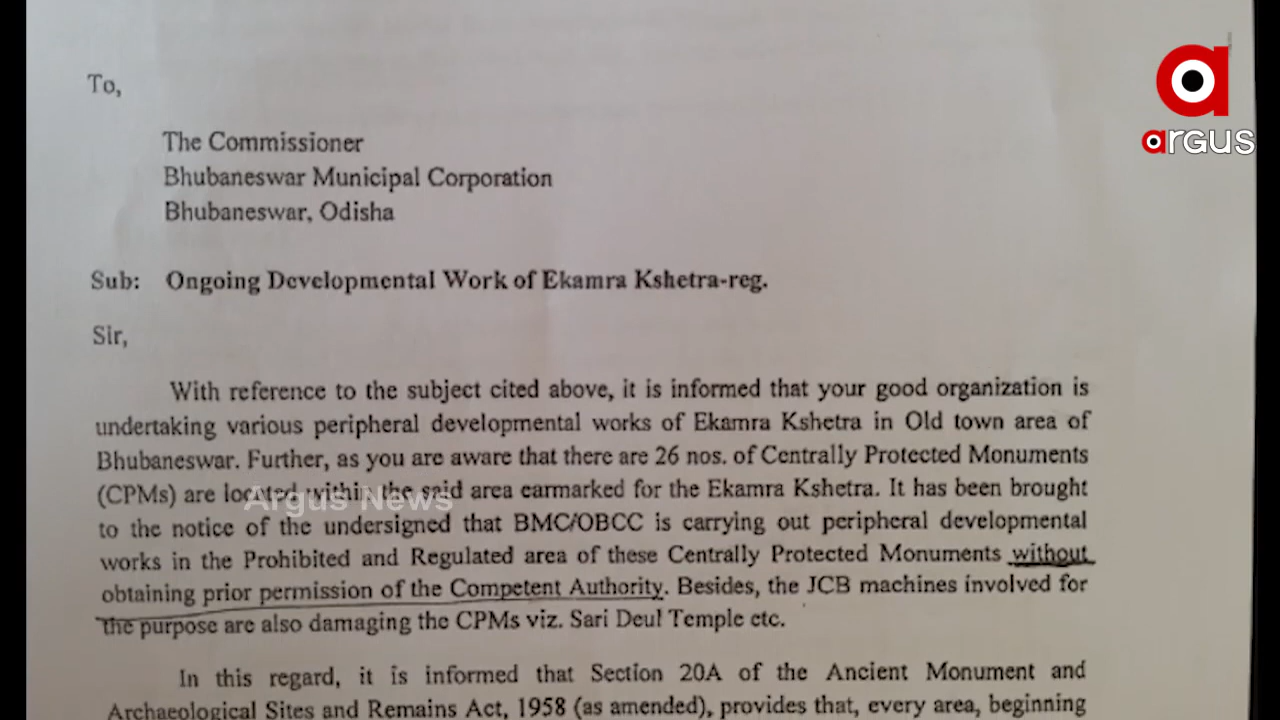 To,
The Commissioner
Bhubaneswar Municipal Corporation
Bhubaneswar, Odisha
Sub: Ongoing Developmental Work of Ekamra Kshetra-reg.
Sir,
With reference to the subject cited above, it is informed that your good organization is
undertaking various peripheral developmental works of Ekamra Kshetra in Old town area of
Bhubaneswar. Further, as you are aware that there are 26 nos. of Centrally Protected Monuments
(CPMs) are located within the said area earmarked for the Ekamra Kshetra. It has been brought
to the notice of the undersigned that BMC/OBCC is carrying out peripheral developmental
works in the Prohibited and Regulated area of these Centrally Protected Monuments without
obtaining prior permission of the Competent Authority. Besides, the JCB machines involved for
the purpose are also damaging the CPMs viz. Sari Deul Temple etc.
In this regard, it is informed that Section 20A of the Ancient Monument and
Archaeological Sites and Remains Act, 1958 (as amended), provides that, every area, beginning
argus
Argus News